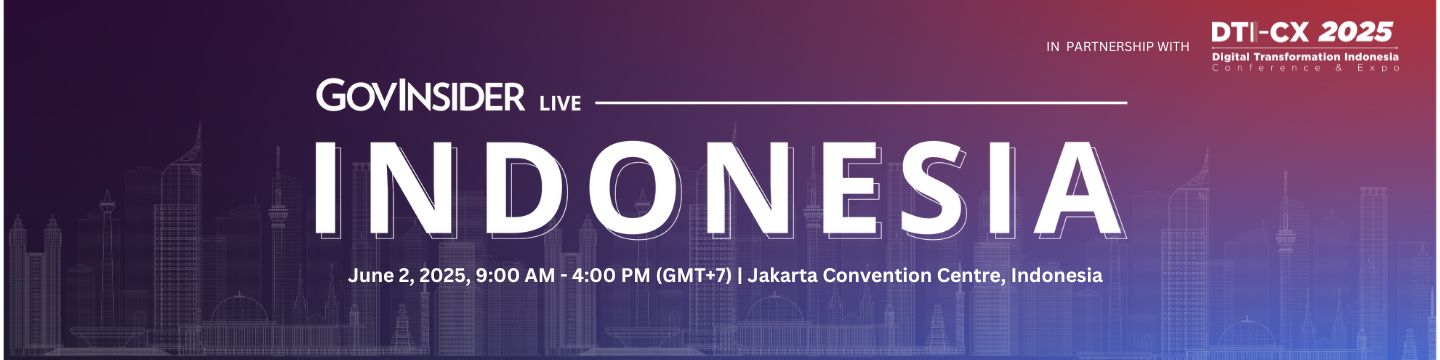 IN PARTNERSHIP WITH
DTI-CX 2025
Digital Transformation Indonesia
Conference & Expo
GOVINSIDER LIVE
INDONESIA
June 2, 2025, 9:00 AM - 4:00 PM (GMT+7) | Jakarta Convention Centre, Indonesia